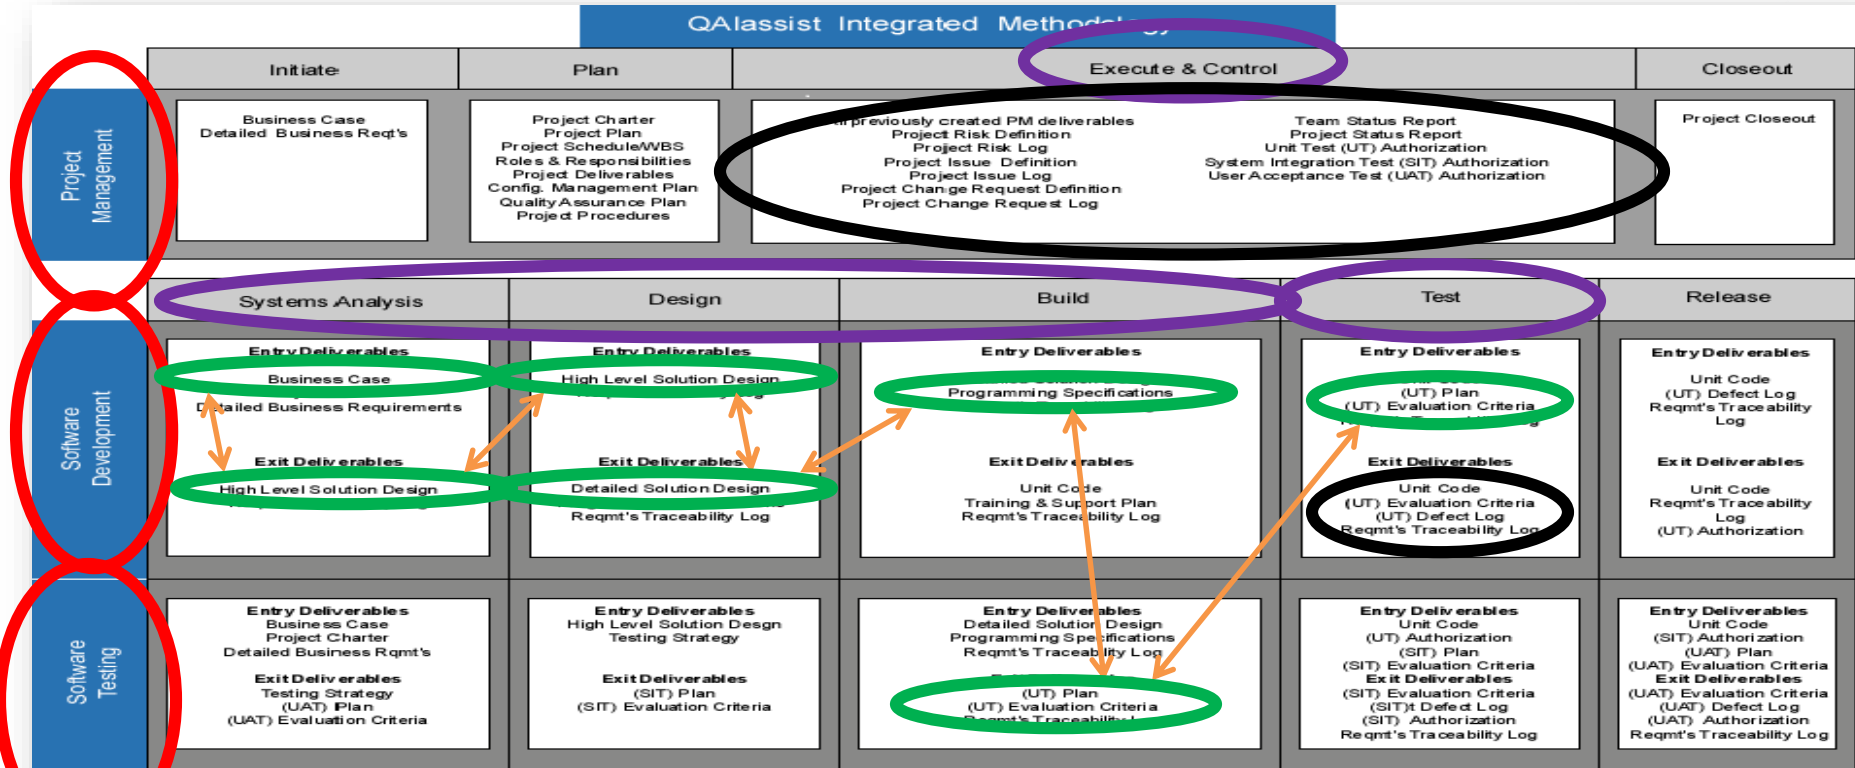 QAIassist Integrated Methodology
Initiate
Plan
Execute & Control
Closeout
Project
Management
Business Case
Detailed Business Reqt's
Project Charter
Project Plan
Project Schedule/WBS
Roles & Responsibilities
Project Deliverables
Config. Management Plan
Quality Assurance Plan
Project Procedures
previously created PM deliverables
Project Risk Definition
Project Risk Log
Project Issue Definition
Project Issue Log
Project Change Request Definition
Project Change Request Log
Team Status Report
Project Status Report
Unit Test (UT) Authorization
System Integration Test (SIT) Authorization
User Acceptance Test (UAT) Authorization
Project Closeout
Systems Analysis
Design
Build
Test
Release
Software
Development
Entry Deliverables
Business Case
Detailed Business Requirements
Exit Deliverables
High Level Solution Design
Entry Deliverables
High Level Solution Design
Exit Deliverables
Detailed Solution Design
Reqmt's Traceability Log
Entry Deliverables
Programming Specifications
Exit Deliverables
Unit Code
Training & Support Plan
Reqmt's Traceability Log
Entry Deliverables
(UT) Plan
(UT) Evaluation Criteria
Exit Deliverables
Unit Code
(UT) Evaluation Criteria
(UT) Defect Log
Reqmt's Traceability Log
Entry Deliverables
Unit Code
(UT) Defect Log
Reqmt's Traceability
Log
Exit Deliverables
Unit Code
Reqmt's Traceability
Log
(UT) Authorization
Software
Testing
Entry Deliverables
Business Case
Project Charter
Detailed Business Rqmt's
Exit Deliverables
Testing Strategy
(UAT) Plan
(UAT) Evaluation Criteria
Entry Deliverables
High Level Solution Design
Testing Strategy
Exit Deliverables
(SIT) Plan
(SIT) Evaluation Criteria
Entry Deliverables
Detailed Solution Design
Programming Specifications
Reqmt's Traceability Log
(UT) Plan
(UT) Evaluation Criteria
Reqmt's Traceability
Entry Deliverables
Unit Code
(UT) Authorization
(SIT) Plan
(SIT) Evaluation Criteria
Exit Deliverables
(SIT) Evaluation Criteria
(SIT)t Defect Log
(SIT) Authorization
Reqmt's Traceability Log
Entry Deliverables
Unit Code
(SIT) Authorization
(UAT) Plan
(UAT) Evaluation Criteria
Exit Deliverables
(UAT) Evaluation Criteria
(UAT) Defect Log
(UAT) Authorization
Reqmt's Traceability Log